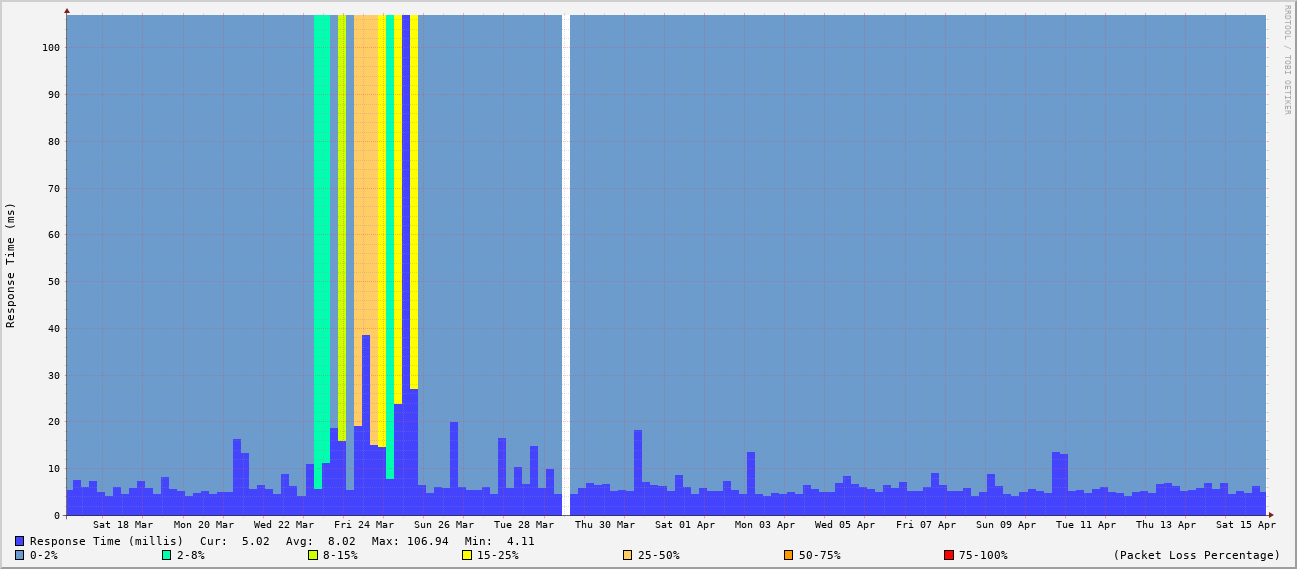 RRDTOOL / TOBI OETIKER
Response Time (ms)
100
90
80
70
60
50
40
30
20
10
0
Sat 18 Mar Mon 20 Mar Wed 22 Mar Fri 24 Mar Sun 26 Mar Tue 28 Mar Thu 30 Mar Sat 01 Apr Mon 03 Apr Wed 05 Apr Fri 07 Apr Sun 09 Apr Tue 11 Apr Thu 13 Apr Sat 15 Apr
Response Time (millis) Cur: 5.02 Avg: 8.02 Max: 106.94 Min: 4.11
0-2% 2-8% 8-15% 15-25% 25-50% 50-75% 75-100% (Packet Loss Percentage)